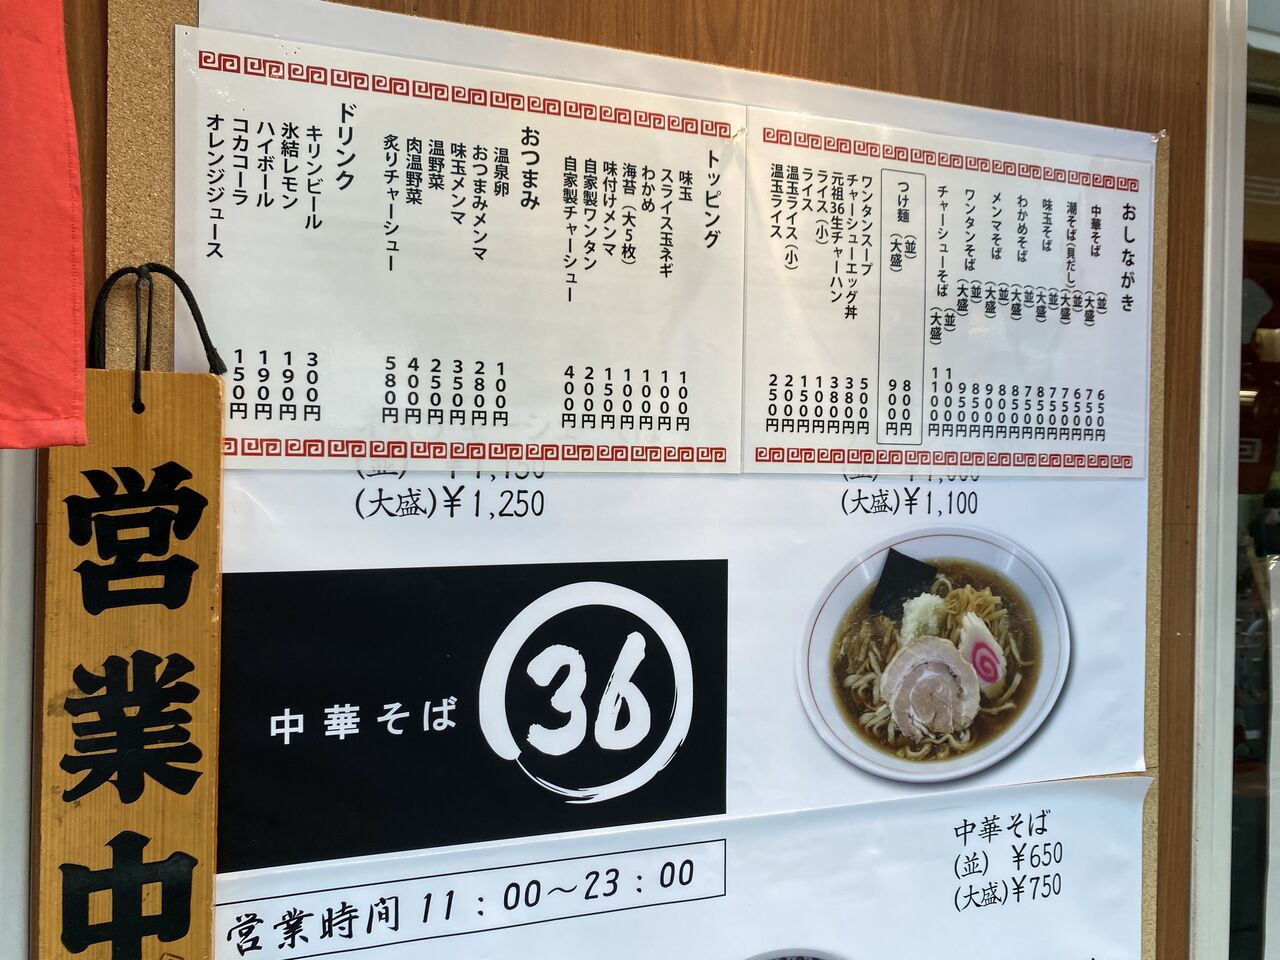 おしながき
中華そば (並) 650円
(大盛) 750円
潮そば(貝だし) (並) 650円
(大盛) 750円
味玉そば (並) 750円
(大盛) 850円
わかめそば (並) 750円
(大盛) 850円
メンマそば (並) 800円
(大盛) 900円
ワンタンそば (並) 850円
(大盛) 950円
チャーシューそば (並) 1000円
(大盛) 1100円
つけ麺 (並) 800円
(大盛) 900円
ワンタンスープ 500円
チャーシューエッグ丼 380円
元祖36生チャーハン 380円
ライス(小) 100円
ライス 150円
温玉ライス(小) 200円
温玉ライス 250円
トッピング
味玉 100円
スライス玉ネギ 100円
わかめ 100円
海苔(大5枚) 100円
味付けメンマ 150円
自家製ワンタン 200円
自家製チャーシュー 400円
おつまみ
温泉卵 100円
おつまみメンマ 280円
味玉メンマ 350円
温野菜 250円
肉温野菜 400円
炙りチャーシュー 580円
ドリンク
キリンビール 300円
氷結レモン 190円
ハイボール 190円
コカコーラ 150円
オレンジジュース
(大盛)￥1,250
(大盛)￥1,100
中華そば 36
営業時間 11：00〜23：00
中華そば
(並) ￥650
(大盛)￥750
営業中